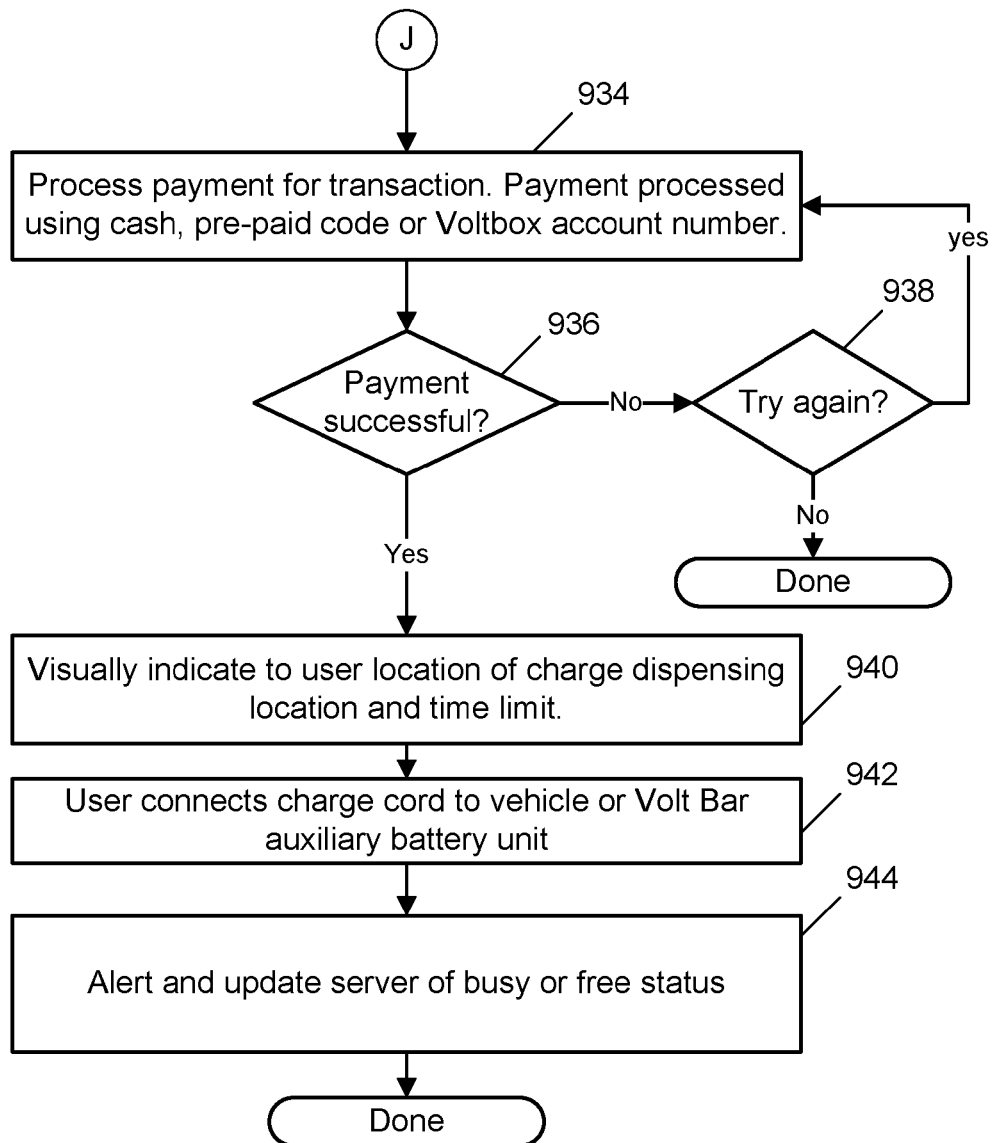 J
934
Process payment for transaction. Payment processed
using cash, pre-paid code or Voltbox account number.
yes
936
938
Payment
successful?
No
Try again?
No
Yes
Done
Visually indicate to user location of charge dispensing
location and time limit.
940
User connects charge cord to vehicle or Volt Bar
auxiliary battery unit
942
944
Alert and update server of busy or free status
Done